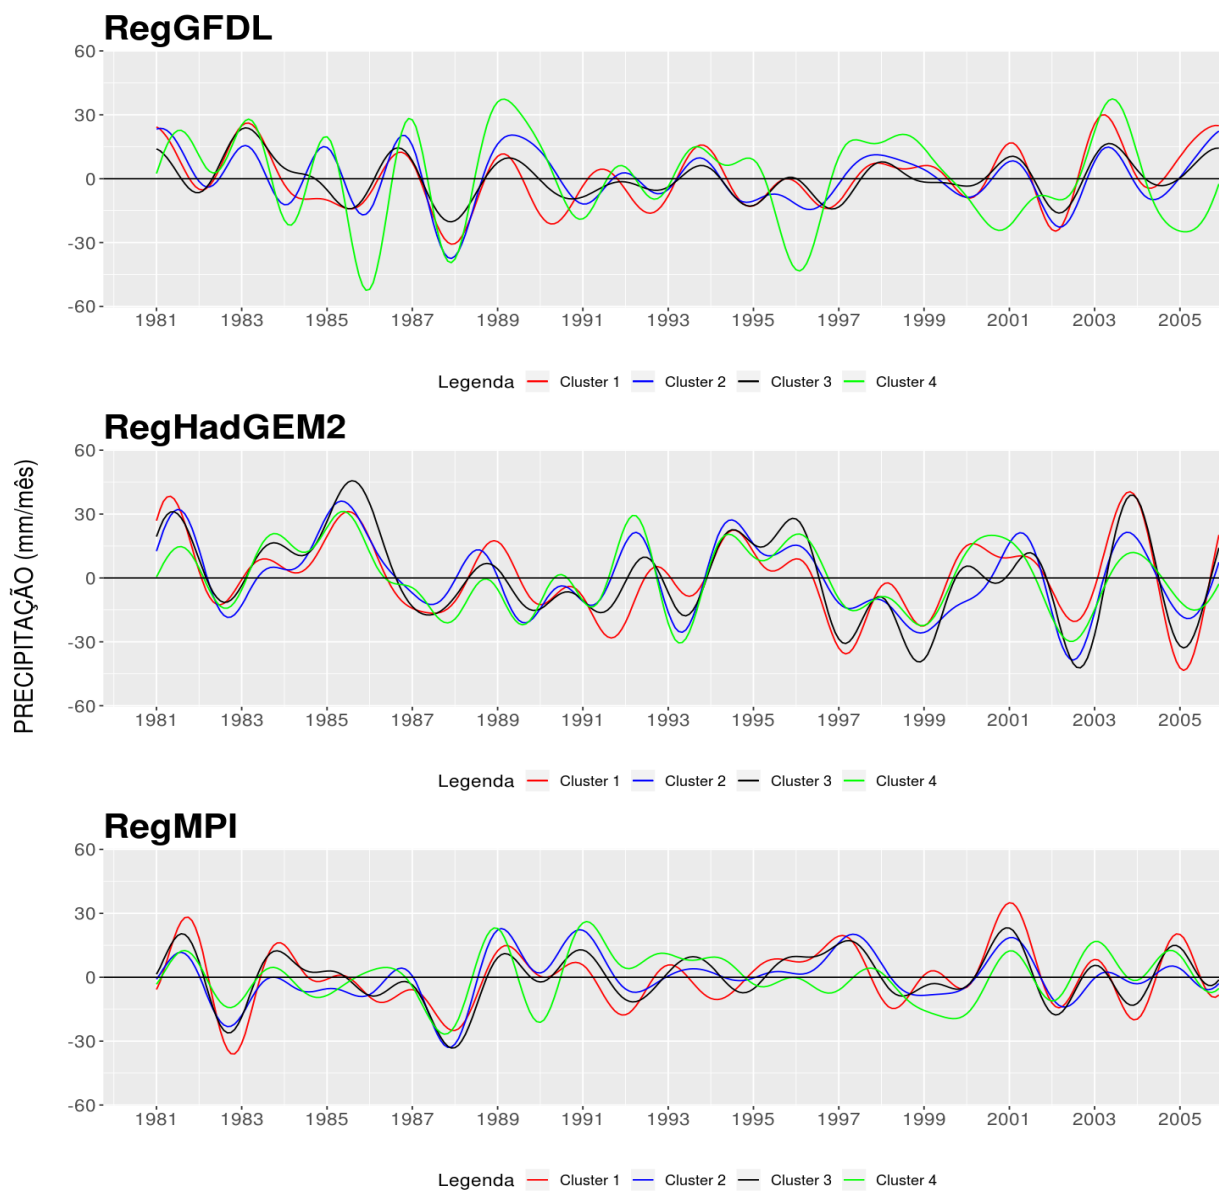 RegGFDL
60
30
0
-30
-60
1981 1983 1985 1987 1989 1991 1993 1995 1997 1999 2001 2003 2005
Legenda Cluster 1 Cluster 2 Cluster 3 Cluster 4
RegHadGEM2
PRECIPITAÇÃO (mm/mês)
60
30
0
-30
-60
1981 1983 1985 1987 1989 1991 1993 1995 1997 1999 2001 2003 2005
Legenda Cluster 1 Cluster 2 Cluster 3 Cluster 4
RegMPI
60
30
0
-30
-60
1981 1983 1985 1987 1989 1991 1993 1995 1997 1999 2001 2003 2005
Legenda Cluster 1 Cluster 2 Cluster 3 Cluster 4